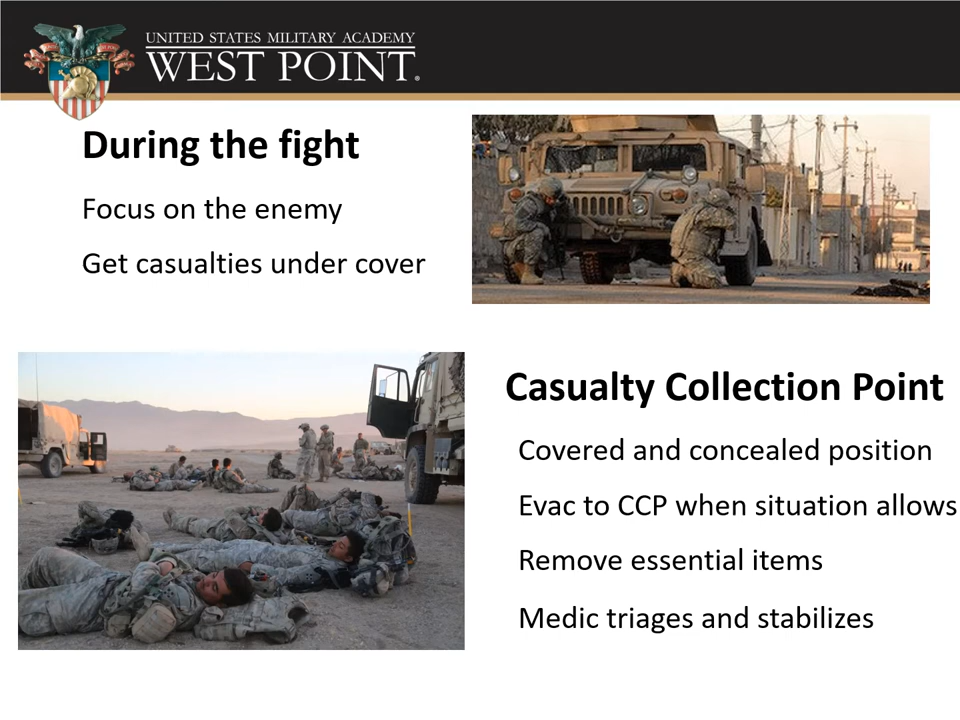 UNITED STATES MILITARY ACADEMY
WEST POINT®
During the fight
Focus on the enemy
Get casualties under cover
Casualty Collection Point
Covered and concealed position
Evac to CCP when situation allows
Remove essential items
Medic triages and stabilizes